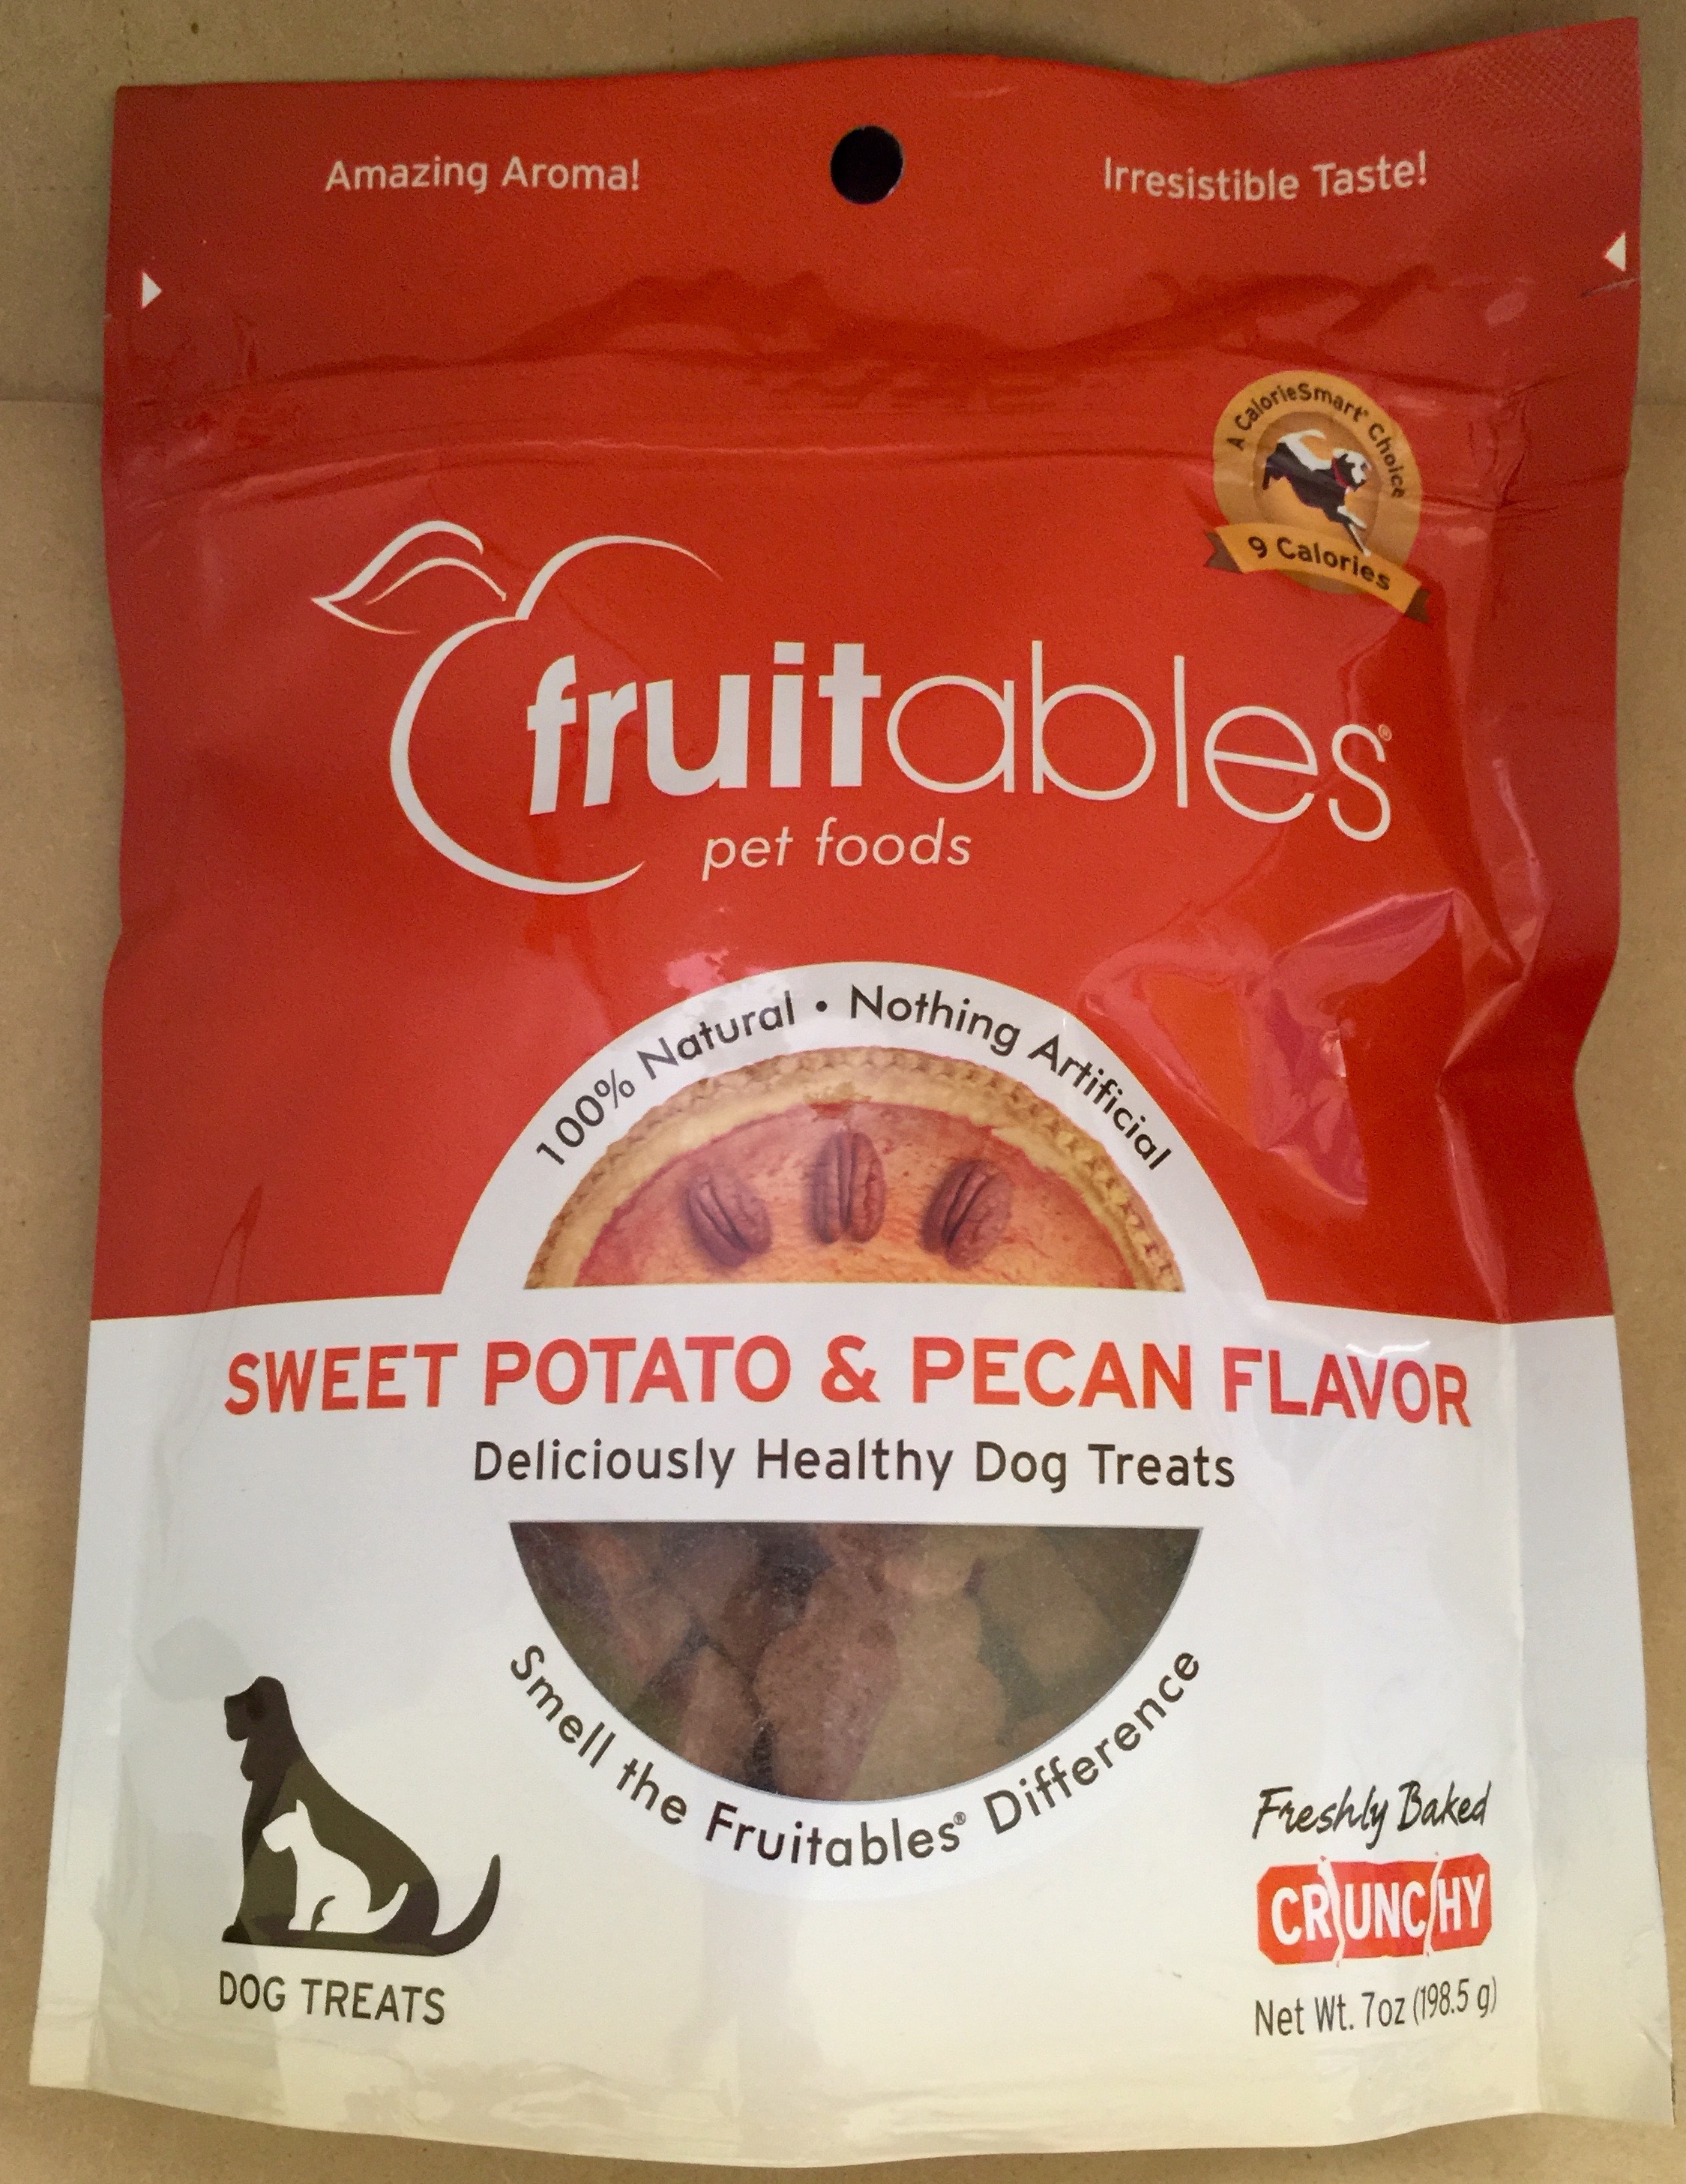 Amazing Aroma!
Irresistible Taste!
A CalorieSmart® Choice
9 Calories
fruitables®
pet foods
100% Natural • Nothing Artificial
SWEET POTATO & PECAN FLAVOR
Deliciously Healthy Dog Treats
Smell the Fruitables® Difference
DOG TREATS
Freshly Baked
CRUNCHY
Net Wt. 7oz (198.5 g)